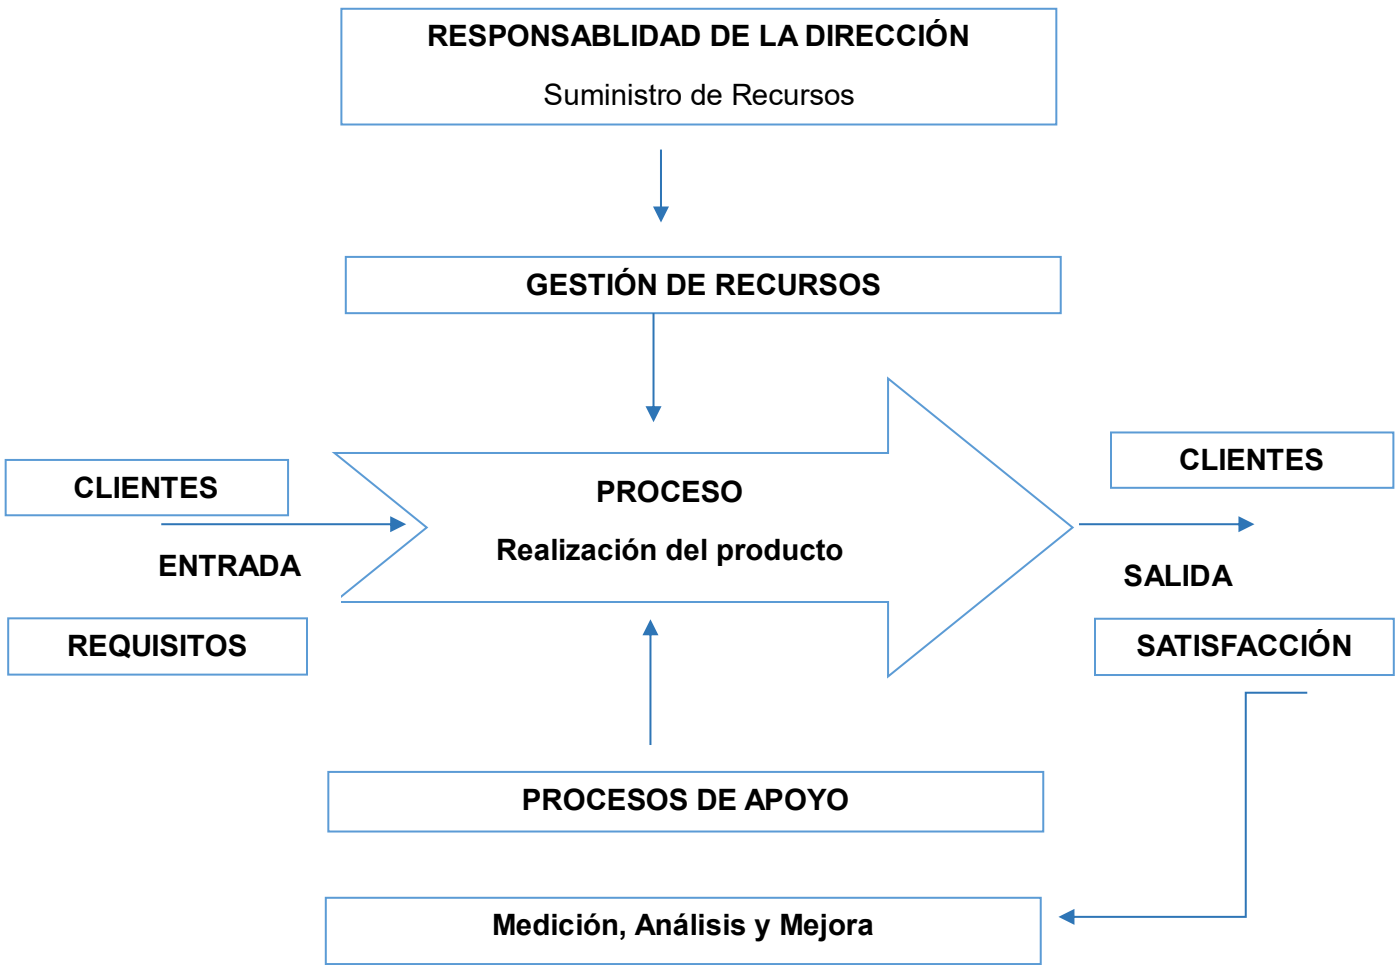 RESPONSABLIDAD DE LA DIRECCIÓN
Suministro de Recursos
GESTIÓN DE RECURSOS
CLIENTES
ENTRADA
REQUISITOS
PROCESO
Realización del producto
CLIENTES
SALIDA
SATISFACCIÓN
PROCESOS DE APOYO
Medición, Análisis y Mejora